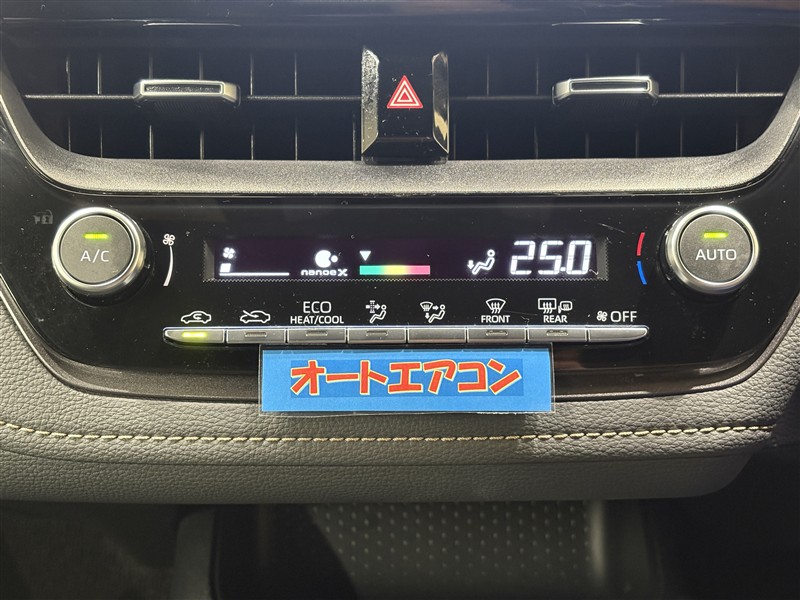 A/C
nanoe X
25.0
AUTO
ECO
HEAT/COOL
FRONT
REAR
OFF
オートエアコン